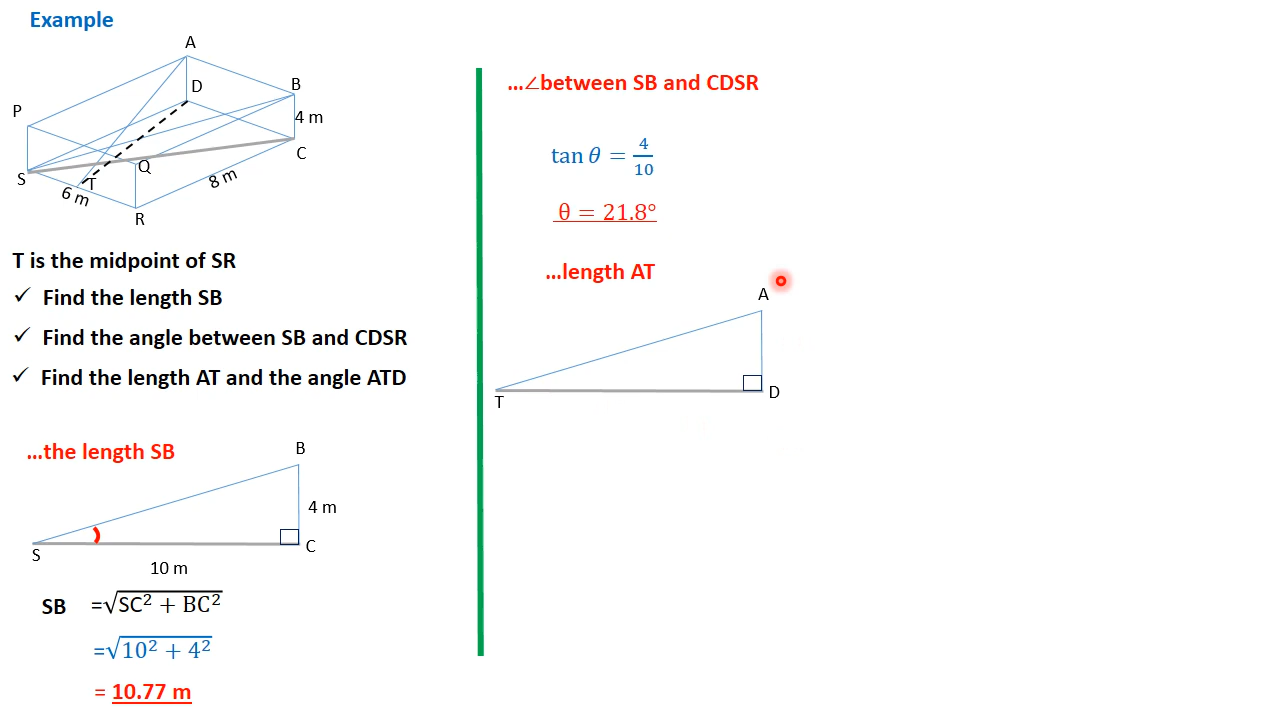 Example
A
D
B
P
4 m
C
Q
S
T
8 m
6 m
R
T is the midpoint of SR
✓ Find the length SB
✓ Find the angle between SB and CDSR
✓ Find the length AT and the angle ATD
...the length SB
B
4 m
S
C
10 m
SB =√SC² + BC²
=√10² + 4²
= 10.77 m
...∠between SB and CDSR
tan θ = 4/10
θ = 21.8°
...length AT
A
T
D